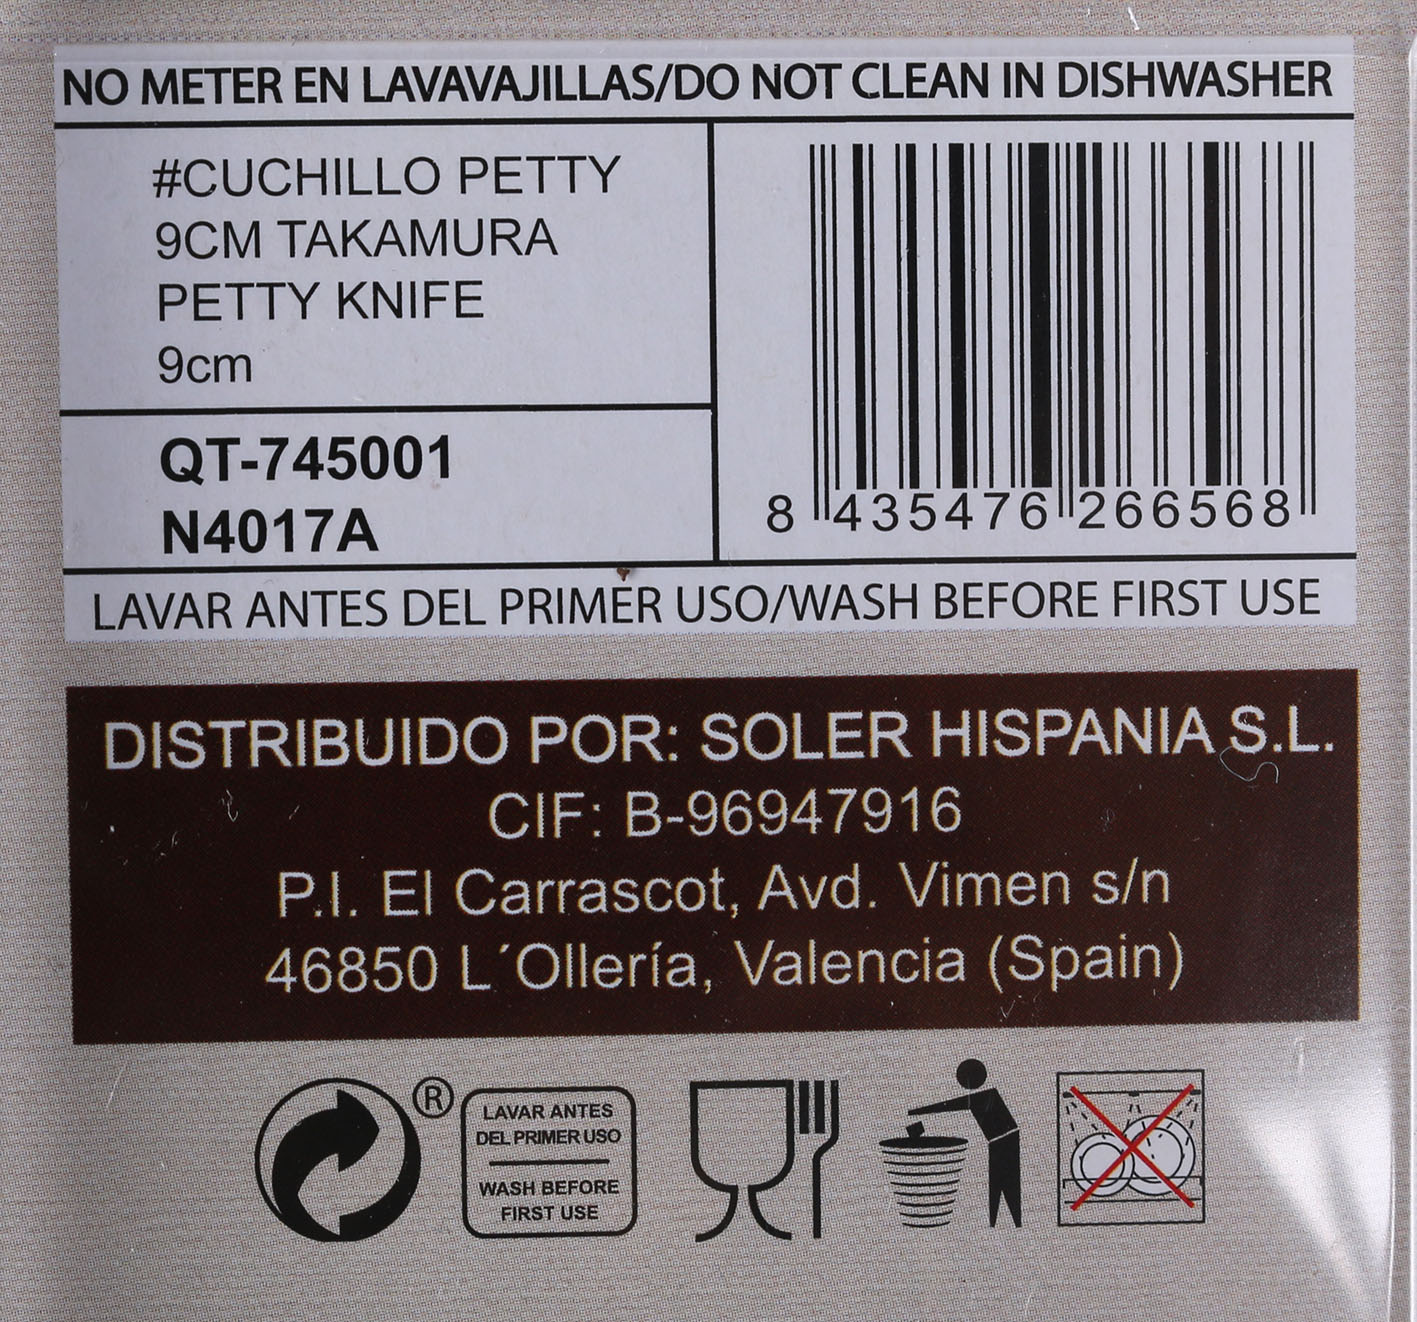 NO METER EN LAVAVAJILLAS/DO NOT CLEAN IN DISHWASHER
#CUCHILLO PETTY
9CM TAKAMURA
PETTY KNIFE
9cm
QT-745001
N4017A
8 435476 266568
LAVAR ANTES DEL PRIMER USO/WASH BEFORE FIRST USE
DISTRIBUIDO POR: SOLER HISPANIA S.L.
CIF: B-96947916
P.I. El Carrascot, Avd. Vimen s/n
46850 L´Ollería, Valencia (Spain)
®
LAVAR ANTES
DEL PRIMER USO
WASH BEFORE
FIRST USE